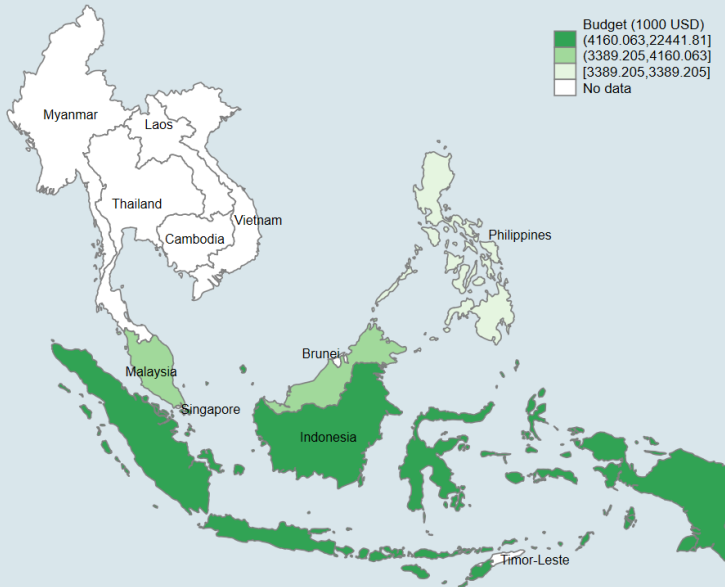 Budget (1000 USD)
(4160.063,22441.81]
(3389.205,4160.063]
[3389.205,3389.205]
No data
Myanmar
Laos
Thailand
Vietnam
Cambodia
Philippines
Brunei
Malaysia
Singapore
Indonesia
Timor-Leste